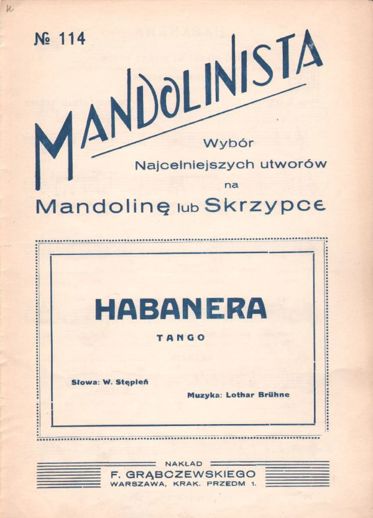 № 114
MANDOLINISTA
Wybór
Najcelniejszych utworów
na
Mandolinę lub Skrzypce
HABANERA
TANGO
Słowa: W. Stępień
Muzyka: Lothar Brühne
NAKŁAD
F. GRĄBCZEWSKIEGO
WARSZAWA, KRAK. PRZEDM 1.